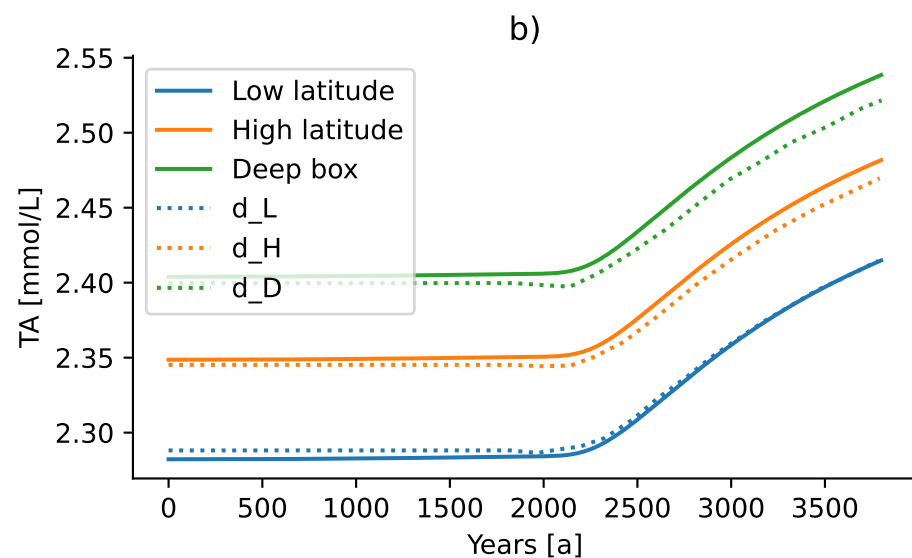 b)
2.55
2.50
2.45
2.40
2.35
2.30
TA [mmol/L]
Low latitude
High latitude
Deep box
d_L
d_H
d_D
0 500 1000 1500 2000 2500 3000 3500
Years [a]